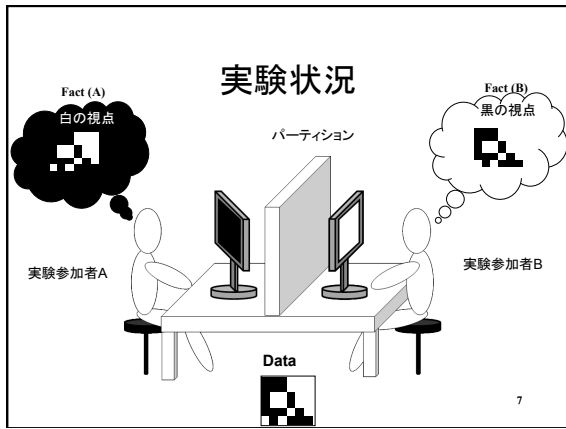 実験状況
Fact (A)
白の視点
Fact (B)
黒の視点
パーティション
実験参加者A
実験参加者B
Data
7